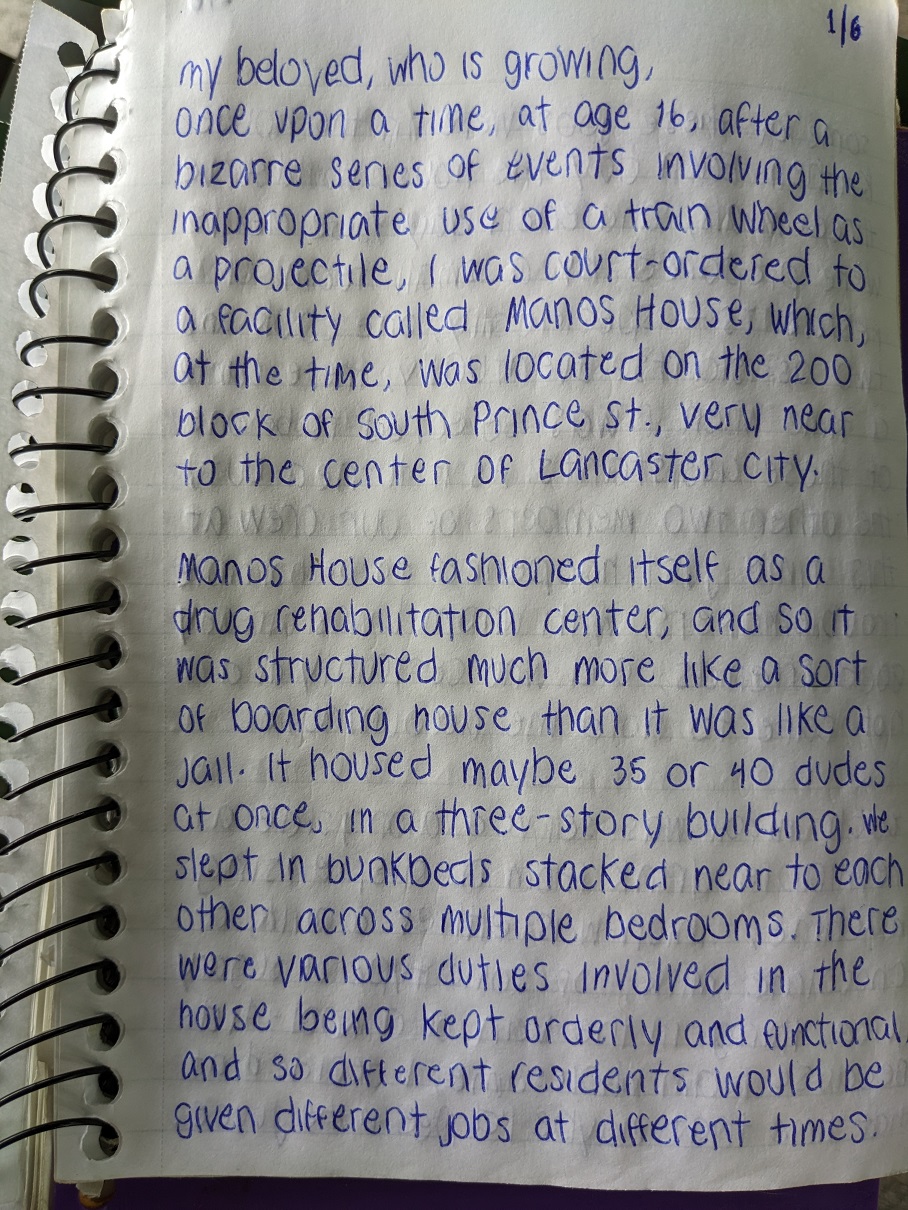 1/6
my beloved, who is growing,
once upon a time, at age 16, after a
bizarre series of events involving the
inappropriate use of a train wheel as
a projectile, I was court-ordered to
a facility called Manos House, which,
at the time, was located on the 200
block of South Prince St., very near
to the center of Lancaster City.
Manos House fashioned itself as a
drug rehabilitation center, and so it
was structured much more like a sort
of boarding house than it was like a
jail. It housed maybe 35 or 40 dudes
at once, in a three-story building. We
slept in bunkbeds stacked near to each
other across multiple bedrooms. There
were various duties involved in the
house being kept orderly and functional,
and so different residents would be
given different jobs at different times.